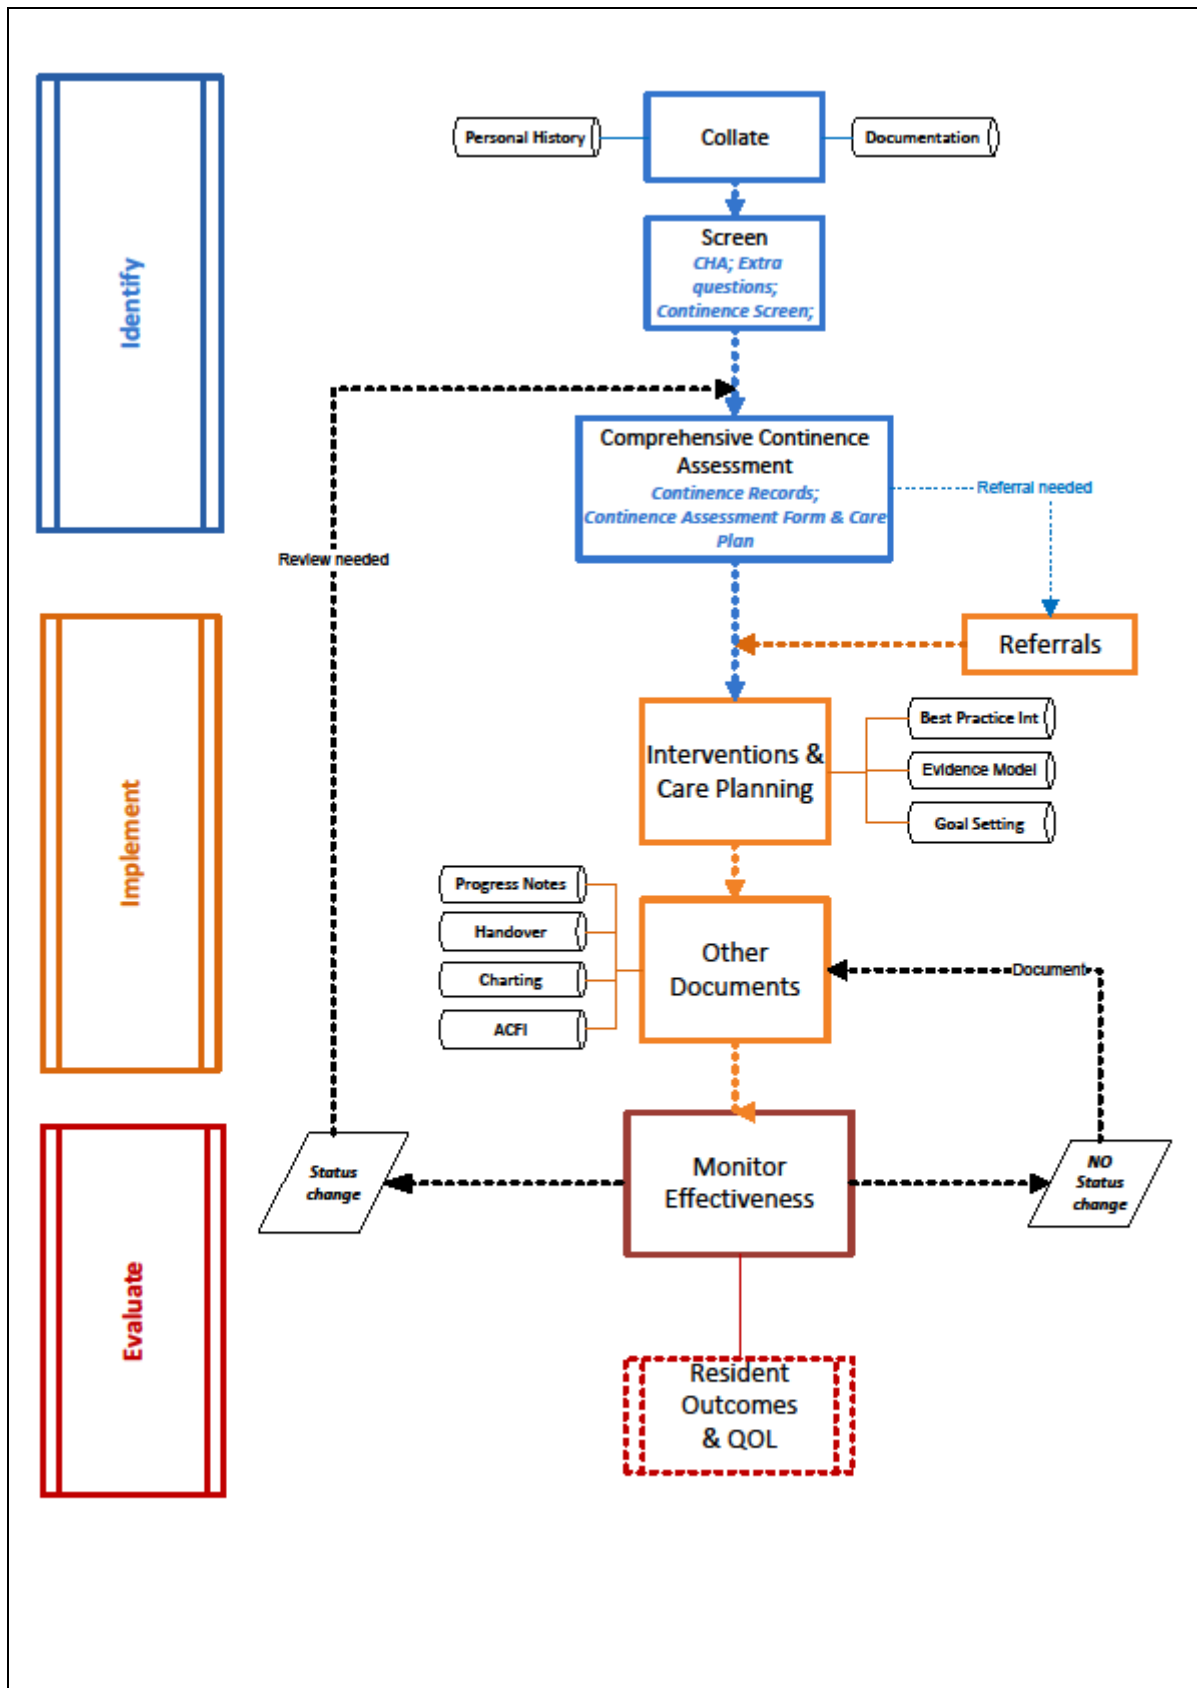 Identify
Personal History
Collate
Documentation
Screen
CHA; Extra
questions;
Continence Screen;
Comprehensive Continence
Assessment
Continence Records;
Continence Assessment Form & Care
Plan
Referral needed
Review needed
Implement
Referrals
Interventions &
Care Planning
Best Practice Int
Evidence Model
Goal Setting
Progress Notes
Handover
Charting
ACFI
Other
Documents
Document
Evaluate
Status
change
Monitor
Effectiveness
NO
Status
change
Resident
Outcomes
& QOL